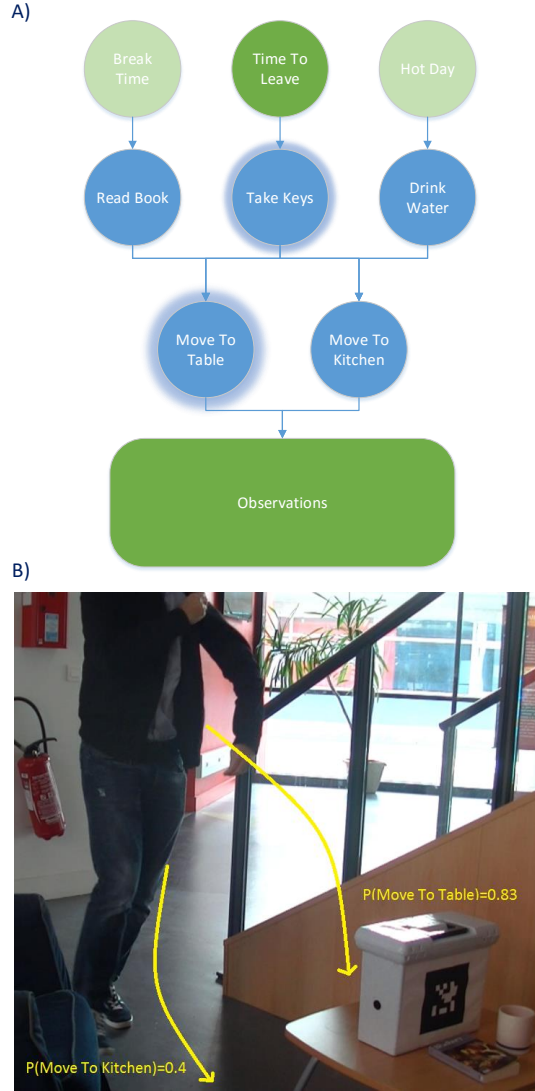 A)
Break
Time
Time To
Leave
Hot Day
Read Book
Take Keys
Drink
Water
Move To
Table
Move To
Kitchen
Observations
B)
P(Move To Table)=0.83
P(Move To Kitchen)=0.4